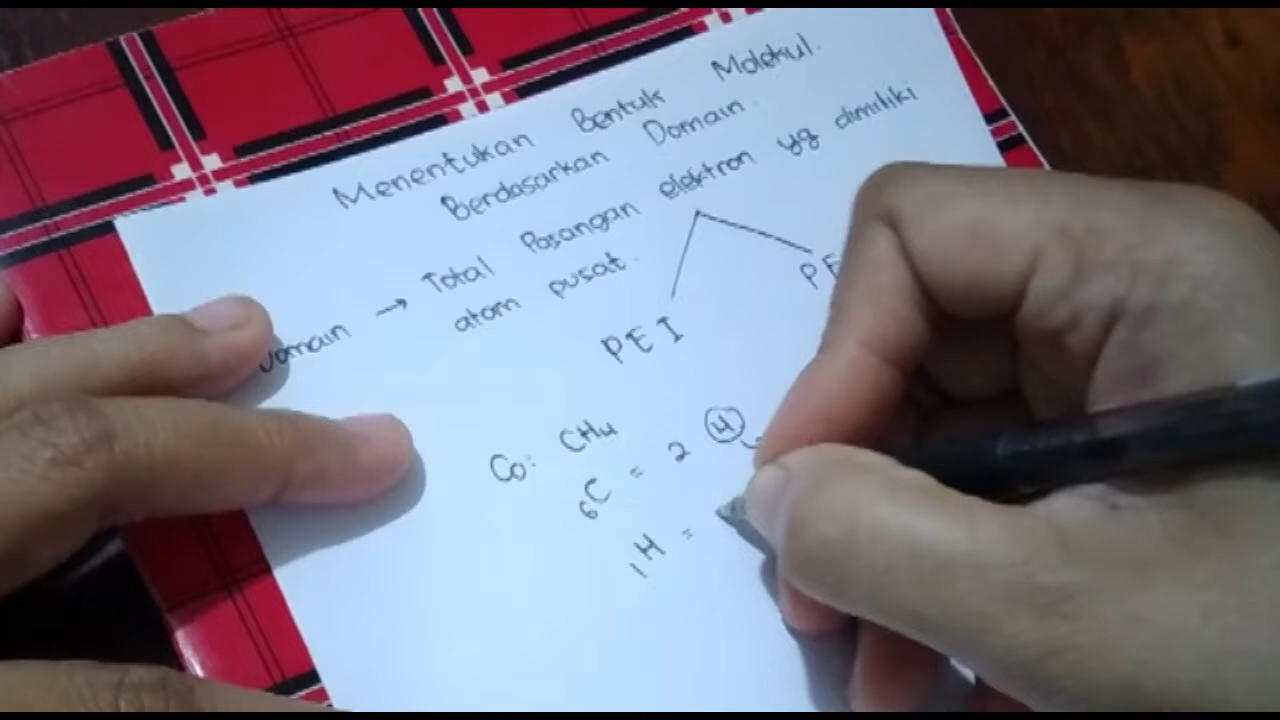 Menentukan Bentuk Molekul.
Berdasarkan Domain.
Domain → Total Pasangan elektron yg dimiliki
atom pusat.
PEI PE
Co: CH4
6C = 2 4
1H =